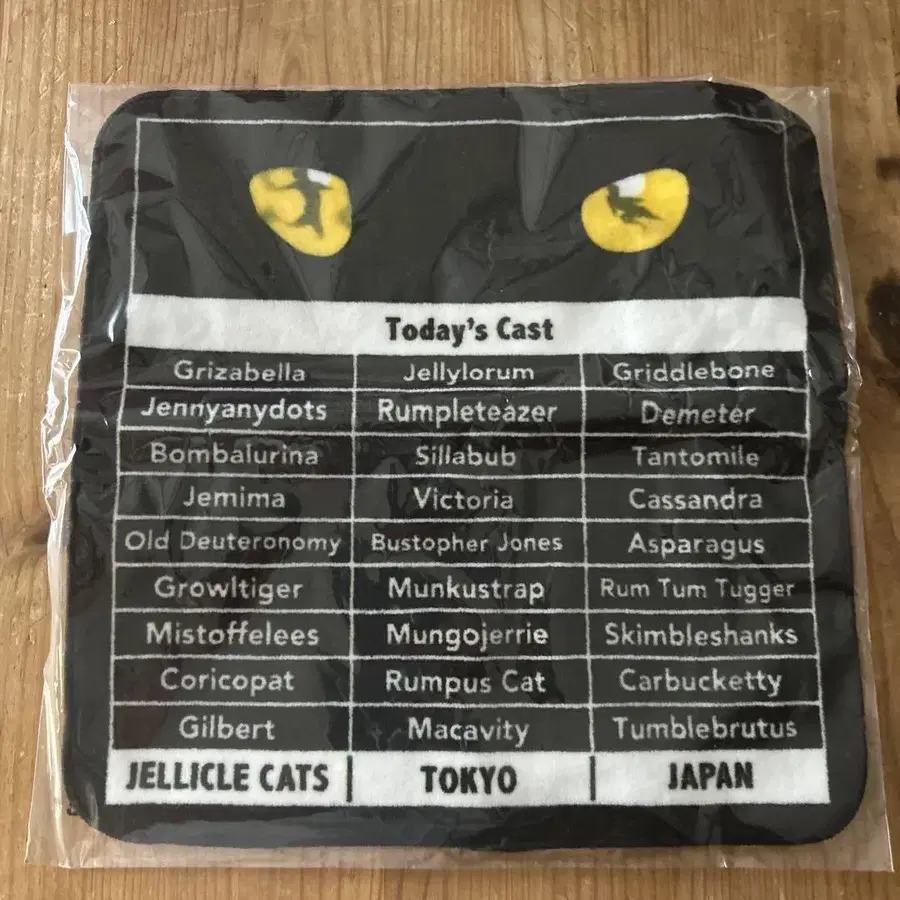 Today's Cast
Grizabella Jellylorum Griddlebone
Jennyanydots Rumpleteazer Demeter
Bombalurina Sillabub Tantomile
Jemima Victoria Cassandra
Old Deuteronomy Bustopher Jones Asparagus
Growltiger Munkustrap Rum Tum Tugger
Mistoffelees Mungojerrie Skimbleshanks
Coricopat Rumpus Cat Carbucketty
Gilbert Macavity Tumblebrutus
JELLICLE CATS | TOKYO | JAPAN